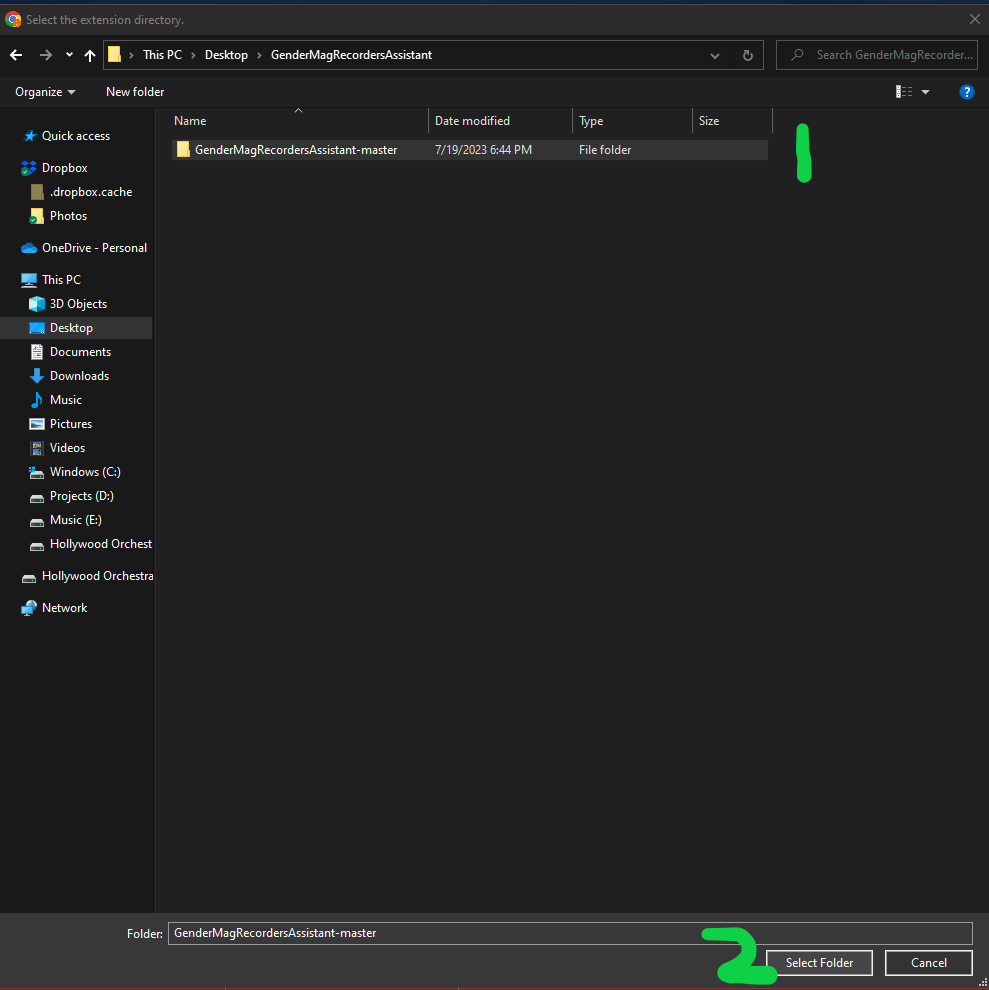 Select the extension directory.
This PC > Desktop > GenderMagRecordersAssistant
Search GenderMagRecorder...
Organize New folder
?
Name Date modified Type Size
GenderMagRecordersAssistant-master 7/19/2023 6:44 PM File folder
1
Quick access
Dropbox
.dropbox.cache
Photos
OneDrive - Personal
This PC
3D Objects
Desktop
Documents
Downloads
Music
Pictures
Videos
Windows (C:)
Projects (D:)
Music (E:)
Hollywood Orchest
Hollywood Orchestra
Network
Folder: GenderMagRecordersAssistant-master
2
Select Folder Cancel